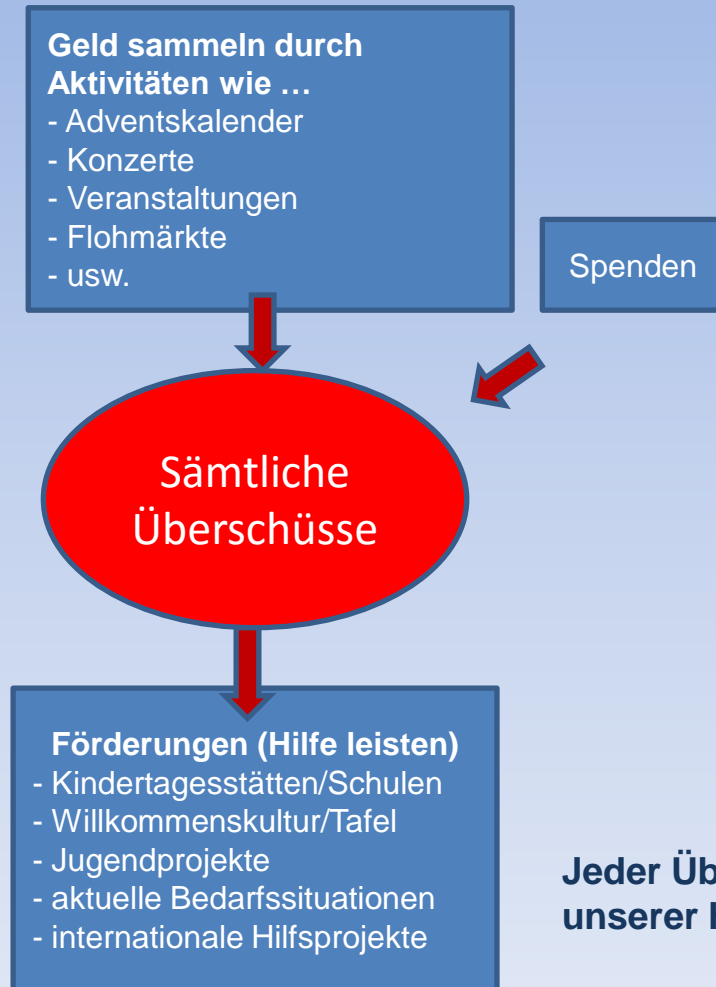 Geld sammeln durch
Aktivitäten wie …
- Adventskalender
- Konzerte
- Veranstaltungen
- Flohmärkte
- usw.
Spenden
Sämtliche
Überschüsse
Förderungen (Hilfe leisten)
- Kindertagesstätten/Schulen
- Willkommenskultur/Tafel
- Jugendprojekte
- aktuelle Bedarfssituationen
- internationale Hilfsprojekte
Jeder
unserer